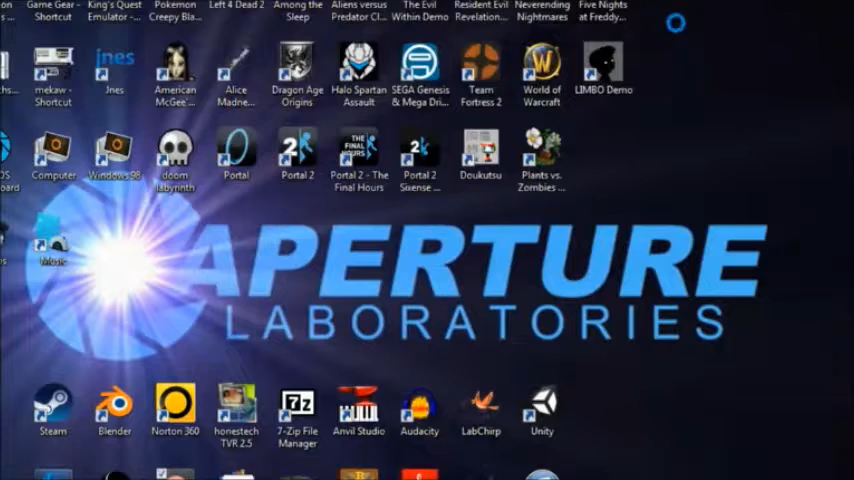 Game Gear - King's Quest Pokemon Left 4 Dead 2 Among the Aliens versus The Evil Resident Evil Neverending Five Nights
Shortcut Emulator -... Creepy Bla... Sleep Predator Cl... Within Demo Revelation... Nightmares at Freddy...
mekaw - Jnes American Alice Dragon Age Halo Spartan SEGA Genesis Team World of LIMBO Demo
Shortcut McGee'... Madne... Origins Assault & Mega Dri... Fortress 2 Warcraft
Computer Windows 98 doom Portal Portal 2 Portal 2 - The Portal 2 Doukutsu Plants vs.
labyrinth Final Hours Sixense ... Zombies ...
Music
APERTURE
LABORATORIES
Steam Blender Norton 360 honestech 7-Zip File Anvil Studio Audacity LabChirp Unity
TVR 2.5 Manager